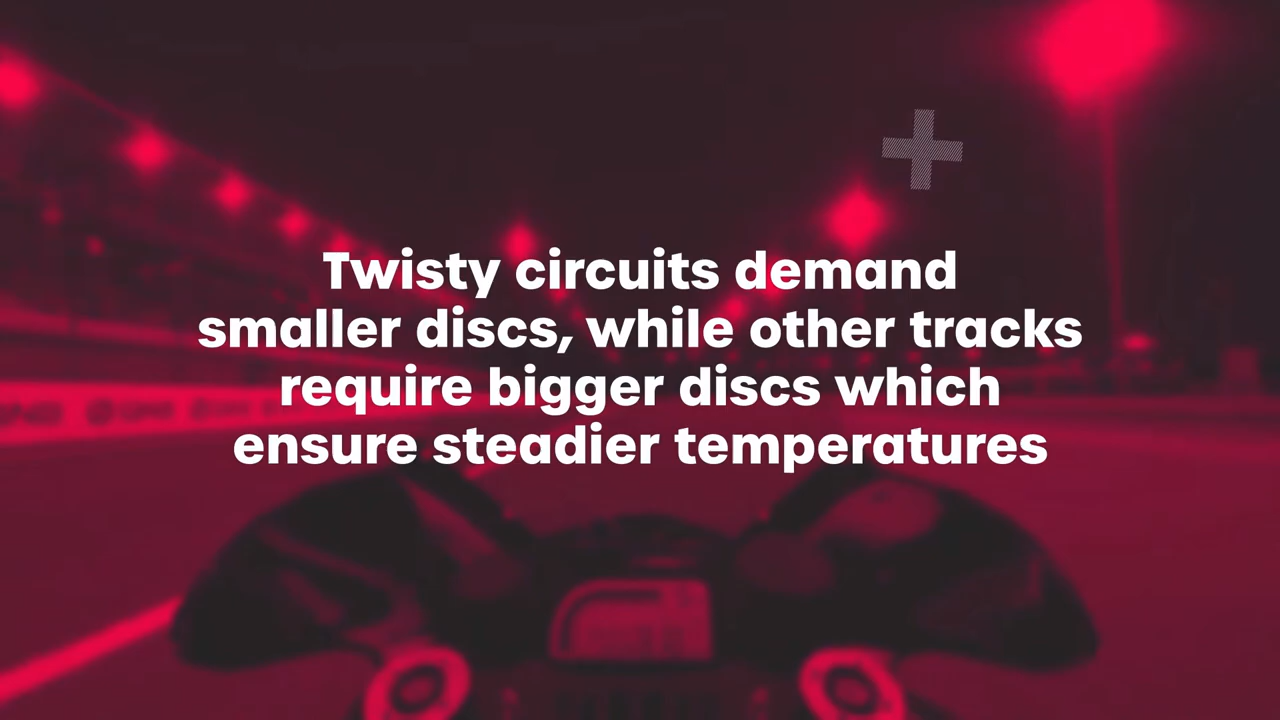 Twisty circuits demand
smaller discs, while other tracks
require bigger discs which
ensure steadier temperatures